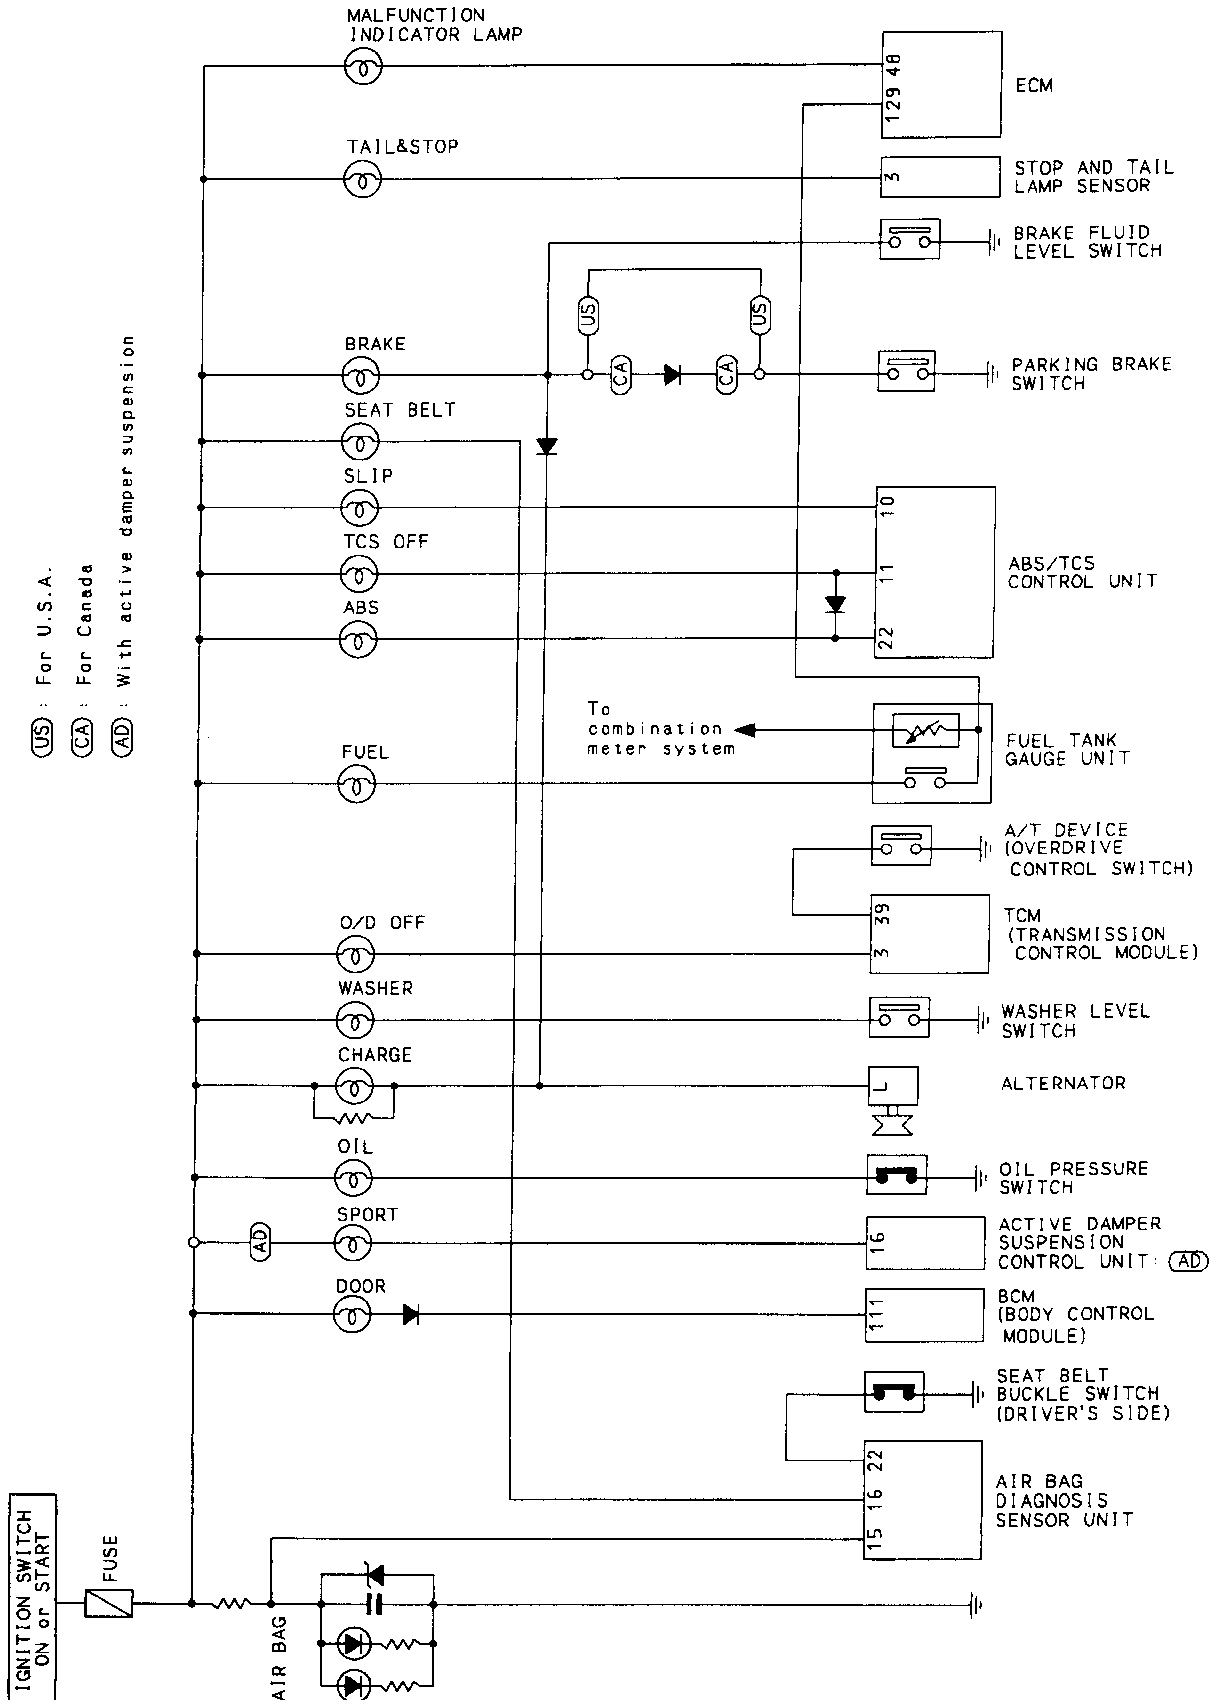 MALFUNCTION
INDICATOR LAMP
48
129
ECM
TAIL&STOP
3
STOP AND TAIL
LAMP SENSOR
BRAKE FLUID
LEVEL SWITCH
US
US
BRAKE
CA
CA
PARKING BRAKE
SWITCH
SEAT BELT
SLIP
10
TCS OFF
11
ABS/TCS
CONTROL UNIT
ABS
22
US : For U.S.A.
CA : For Canada
AD : With active damper suspension
To
combination
meter system
FUEL
FUEL TANK
GAUGE UNIT
A/T DEVICE
(OVERDRIVE
CONTROL SWITCH)
O/D OFF
39
3
TCM
(TRANSMISSION
CONTROL MODULE)
WASHER
WASHER LEVEL
SWITCH
CHARGE
L
ALTERNATOR
OIL
OIL PRESSURE
SWITCH
AD
SPORT
16
ACTIVE DAMPER
SUSPENSION
CONTROL UNIT: AD
DOOR
111
BCM
(BODY CONTROL
MODULE)
SEAT BELT
BUCKLE SWITCH
(DRIVER'S SIDE)
22
16
15
AIR BAG
DIAGNOSIS
SENSOR UNIT
IGNITION SWITCH
ON or START
FUSE
AIR BAG